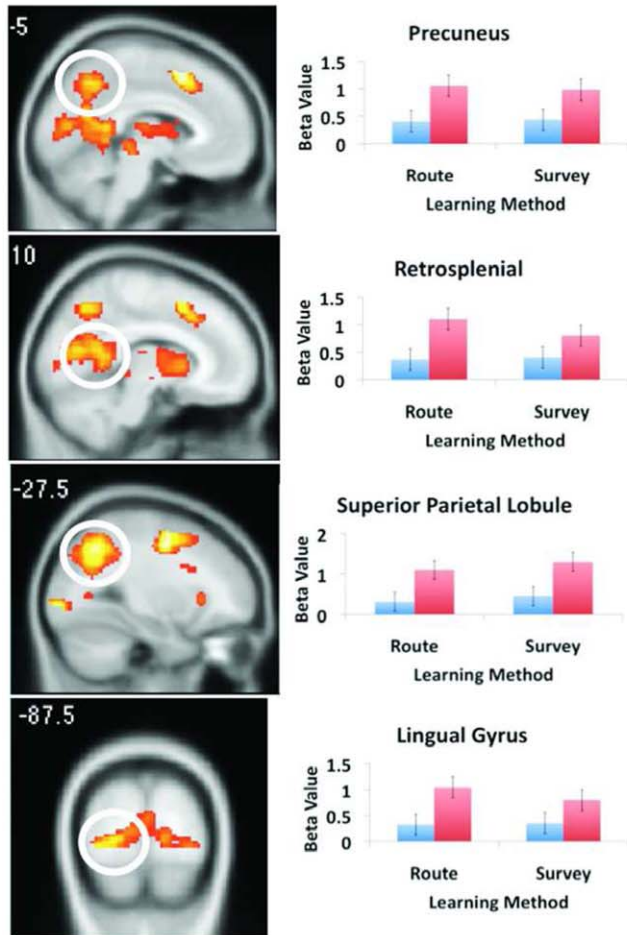 -5
Precuneus
Beta Value
1.5
1
0.5
0
Route Survey
Learning Method
10
Retrosplenial
Beta Value
1.5
1
0.5
0
Route Survey
Learning Method
-27.5
Superior Parietal Lobule
Beta Value
2
1
0
Route Survey
Learning Method
-87.5
Lingual Gyrus
Beta Value
1.5
1
0.5
0
Route Survey
Learning Method